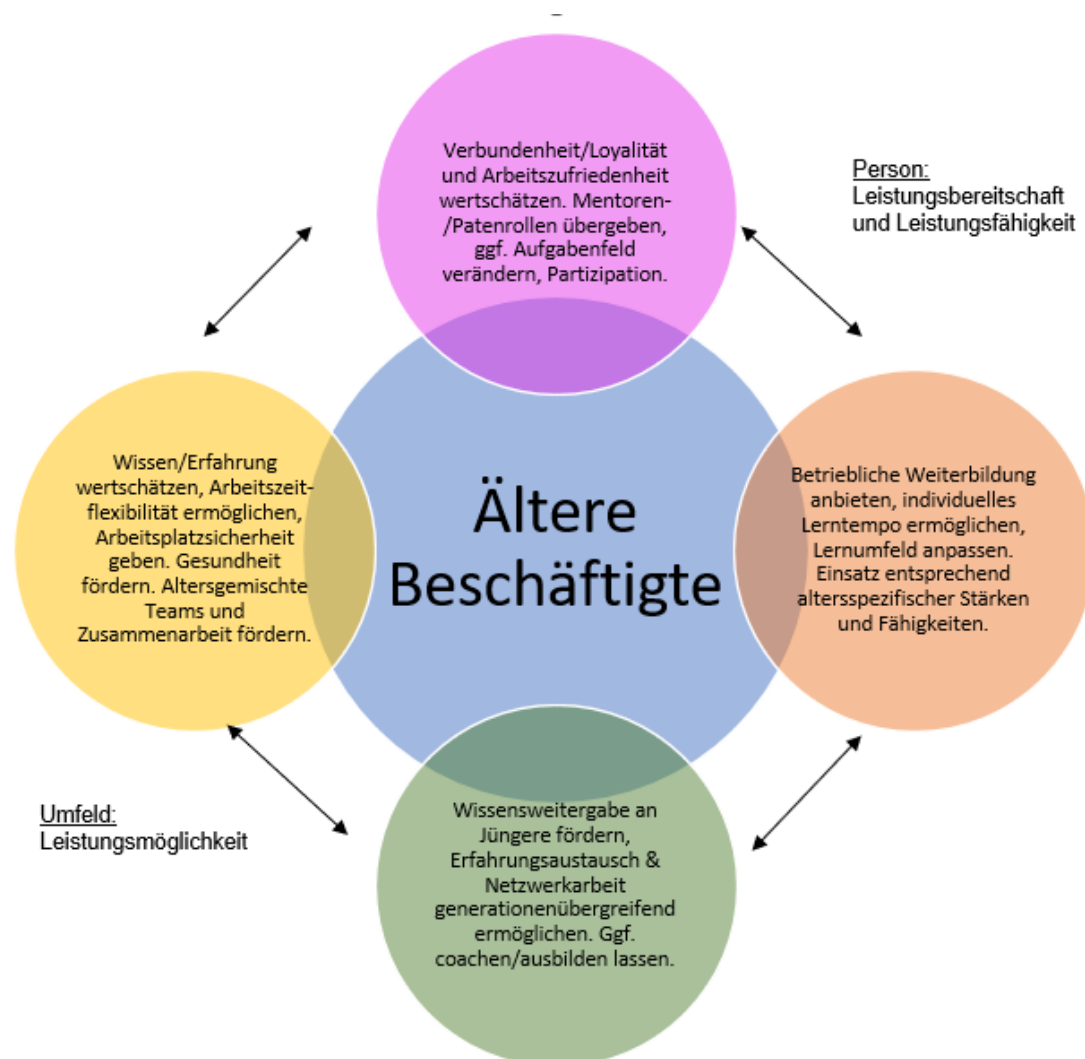 Verbundenheit/Loyalität
und Arbeitszufriedenheit
wertschätzen. Mentoren-
/Patenrollen übergeben,
ggf. Aufgabenfeld
verändern, Partizipation.
Person:
Leistungsbereitschaft
und Leistungsfähigkeit
Wissen/Erfahrung
wertschätzen, Arbeitszeit-
flexibilität ermöglichen,
Arbeitsplatzsicherheit
geben. Gesundheit
fördern. Altersgemischte
Teams und
Zusammenarbeit fördern.
Ältere
Beschäftigte
Betriebliche Weiterbildung
anbieten, individuelles
Lerntempo ermöglichen,
Lernumfeld anpassen.
Einsatz entsprechend
altersspezifischer Stärken
und Fähigkeiten.
Umfeld:
Leistungsmöglichkeit
Wissensweitergabe an
Jüngere fördern,
Erfahrungsaustausch &
Netzwerkarbeit
generationenübergreifend
ermöglichen. Ggf.
coachen/ausbilden lassen.